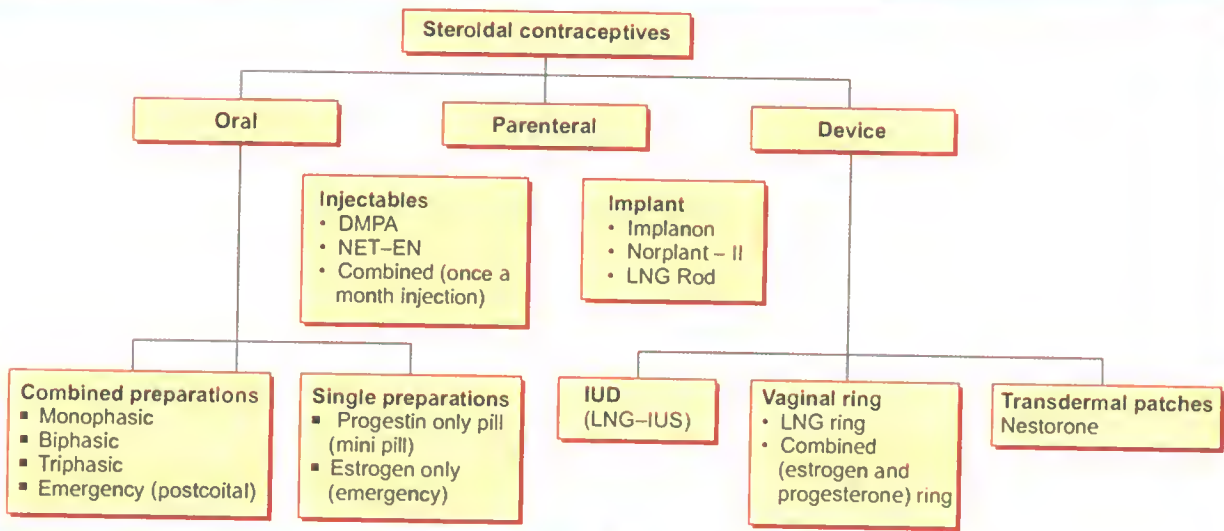 Steroidal contraceptives
Oral
Parenteral
Device
Injectables
• DMPA
• NET–EN
• Combined (once a
month injection)
Implant
• Implanon
• Norplant – II
• LNG Rod
Combined preparations
▪ Monophasic
▪ Biphasic
▪ Triphasic
▪ Emergency (postcoital)
Single preparations
▪ Progestin only pill
(mini pill)
▪ Estrogen only
(emergency)
IUD
(LNG–IUS)
Vaginal ring
• LNG ring
• Combined
(estrogen and
progesterone) ring
Transdermal patches
Nestorone